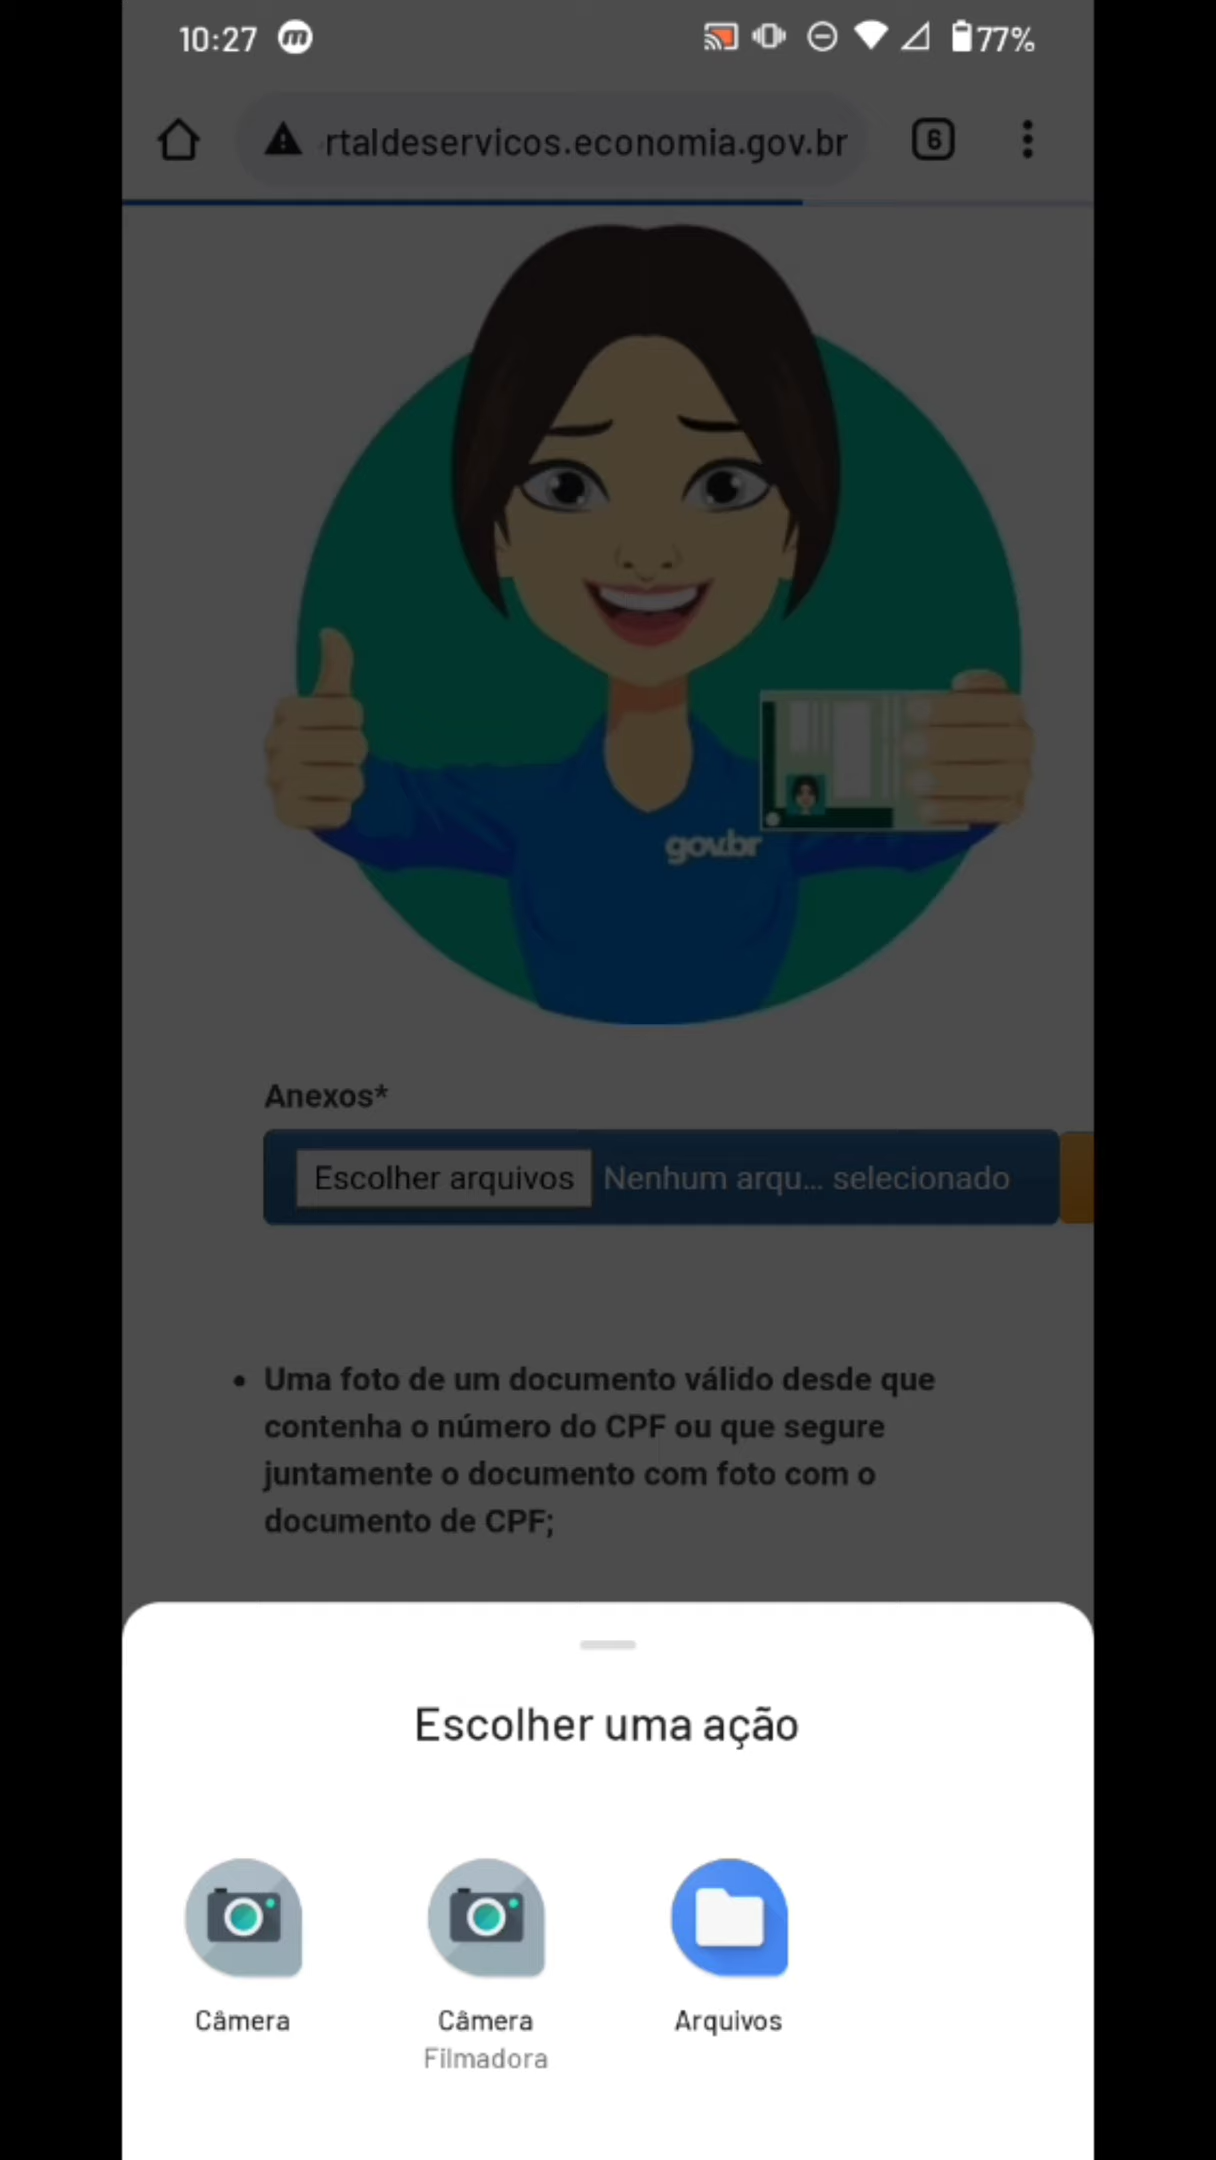 10:27
77%
rtaldeservicos.economia.gov.br
6
gov.br
Anexos*
Escolher arquivos Nenhum arqu... selecionado
• Uma foto de um documento válido desde que
contenha o número do CPF ou que segure
juntamente o documento com foto com o
documento de CPF;
Escolher uma ação
Câmera
Câmera
Filmadora
Arquivos